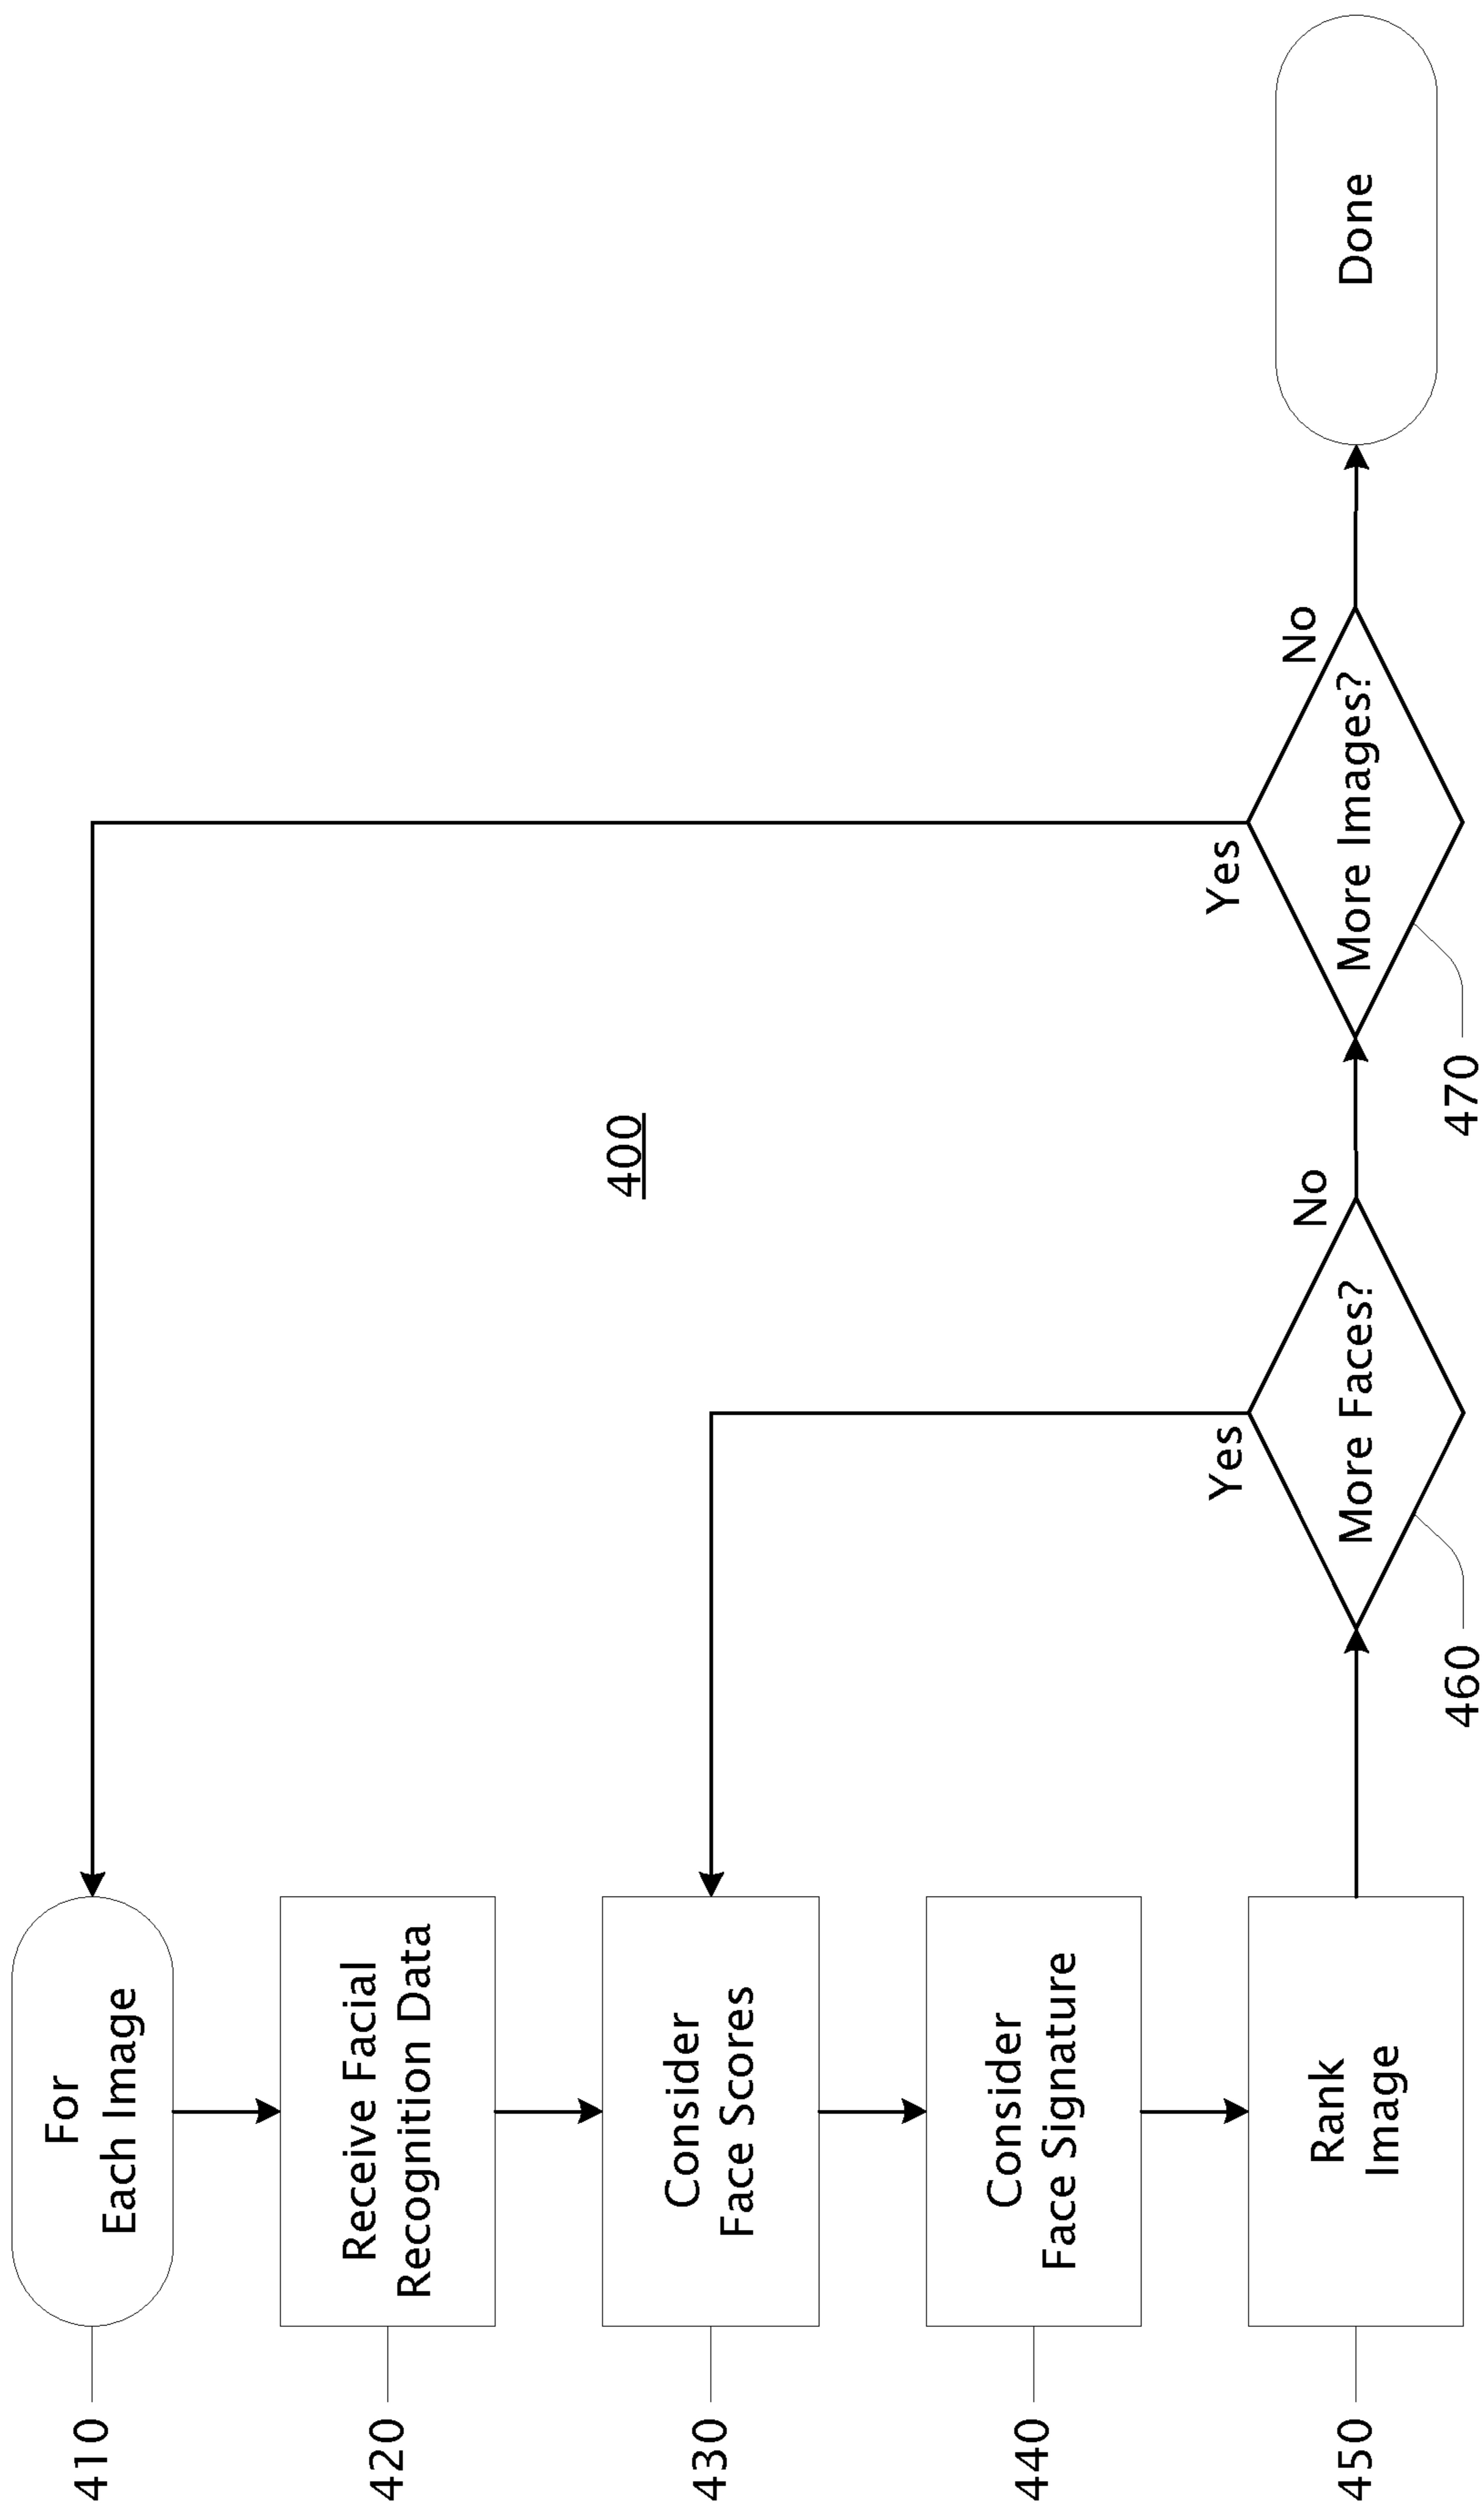 410
For
Each Image
420
Receive Facial
Recognition Data
430
Consider
Face Scores
440
Consider
Face Signature
450
Rank
Image
460
More Faces?
Yes
No
400
470
More Images?
Yes
No
Done